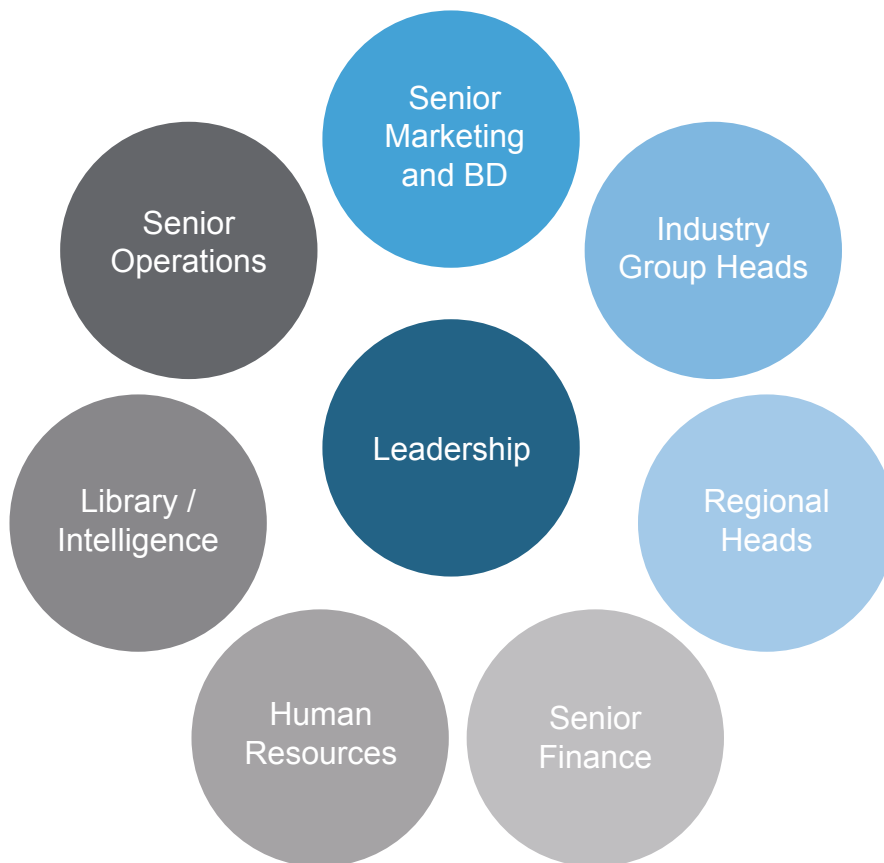 Senior
Marketing
and BD
Senior
Operations
Industry
Group Heads
Leadership
Library /
Intelligence
Regional
Heads
Human
Resources
Senior
Finance